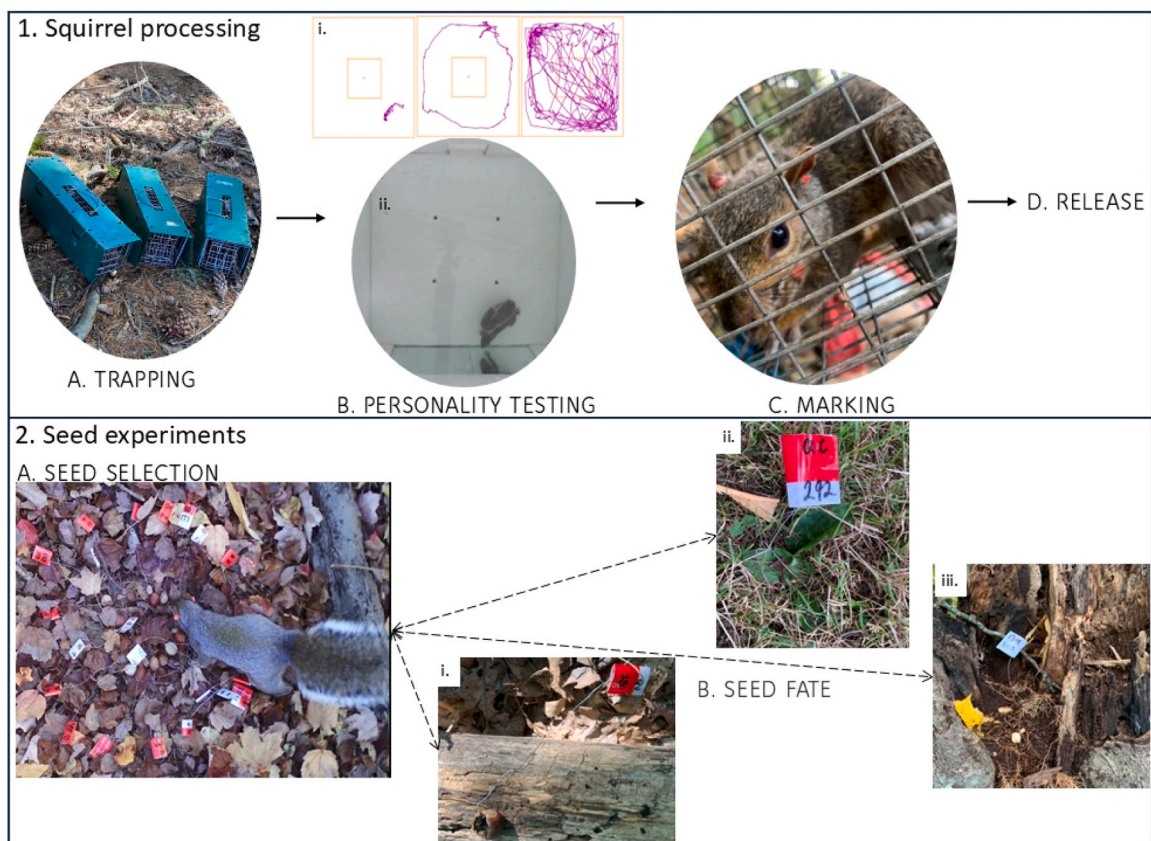 1. Squirrel processing
i.
ii.
A. TRAPPING
B. PERSONALITY TESTING
C. MARKING
D. RELEASE
2. Seed experiments
A. SEED SELECTION
ii.
292
iii.
i.
B. SEED FATE